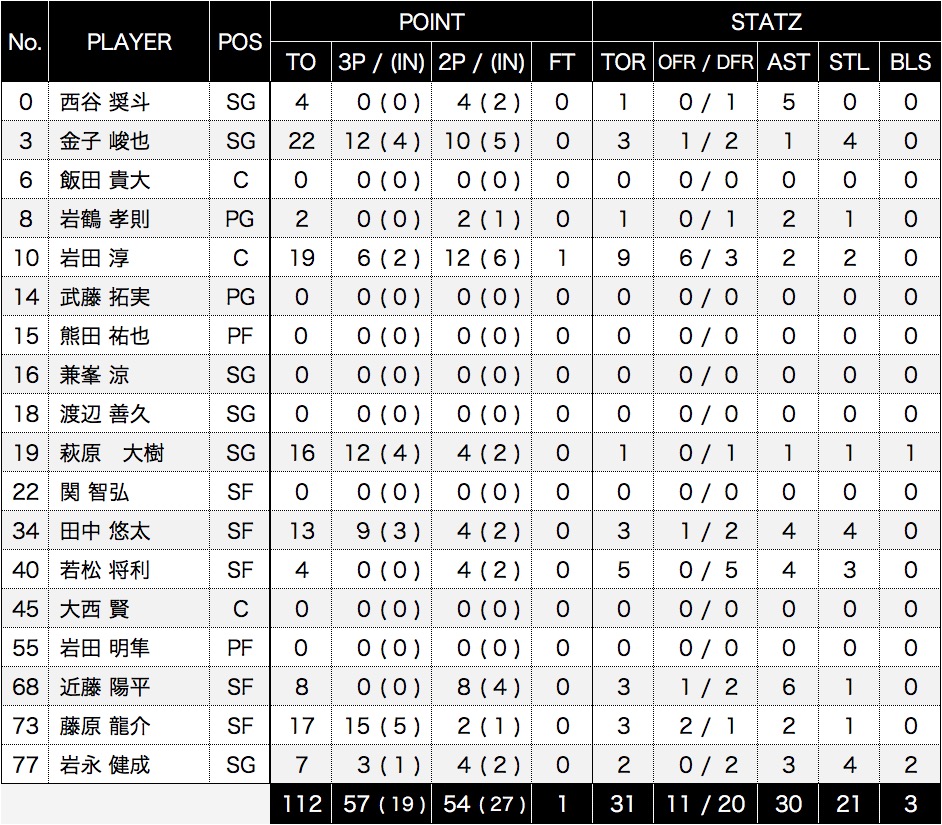 No. PLAYER POS POINT STATZ
TO 3P / (IN) 2P / (IN) FT TOR OFR / DFR AST STL BLS
0 西谷 奨斗 SG 4 0 ( 0 ) 4 ( 2 ) 0 1 0 / 1 5 0 0
3 金子 峻也 SG 22 12 ( 4 ) 10 ( 5 ) 0 3 1 / 2 1 4 0
6 飯田 貴大 C 0 0 ( 0 ) 0 ( 0 ) 0 0 0 / 0 0 0 0
8 岩鶴 孝則 PG 2 0 ( 0 ) 2 ( 1 ) 0 1 0 / 1 2 1 0
10 岩田 淳 C 19 6 ( 2 ) 12 ( 6 ) 1 9 6 / 3 2 2 0
14 武藤 拓実 PG 0 0 ( 0 ) 0 ( 0 ) 0 0 0 / 0 0 0 0
15 熊田 祐也 PF 0 0 ( 0 ) 0 ( 0 ) 0 0 0 / 0 0 0 0
16 兼峯 涼 SG 0 0 ( 0 ) 0 ( 0 ) 0 0 0 / 0 0 0 0
18 渡辺 善久 SG 0 0 ( 0 ) 0 ( 0 ) 0 0 0 / 0 0 0 0
19 萩原　大樹 SG 16 12 ( 4 ) 4 ( 2 ) 0 1 0 / 1 1 1 1
22 関 智弘 SF 0 0 ( 0 ) 0 ( 0 ) 0 0 0 / 0 0 0 0
34 田中 悠太 SF 13 9 ( 3 ) 4 ( 2 ) 0 3 1 / 2 4 4 0
40 若松 将利 SF 4 0 ( 0 ) 4 ( 2 ) 0 5 0 / 5 4 3 0
45 大西 賢 C 0 0 ( 0 ) 0 ( 0 ) 0 0 0 / 0 0 0 0
55 岩田 明隼 PF 0 0 ( 0 ) 0 ( 0 ) 0 0 0 / 0 0 0 0
68 近藤 陽平 SF 8 0 ( 0 ) 8 ( 4 ) 0 3 1 / 2 6 1 0
73 藤原 龍介 SF 17 15 ( 5 ) 2 ( 1 ) 0 3 2 / 1 2 1 0
77 岩永 健成 SG 7 3 ( 1 ) 4 ( 2 ) 0 2 0 / 2 3 4 2
112 57 ( 19 ) 54 ( 27 ) 1 31 11 / 20 30 21 3